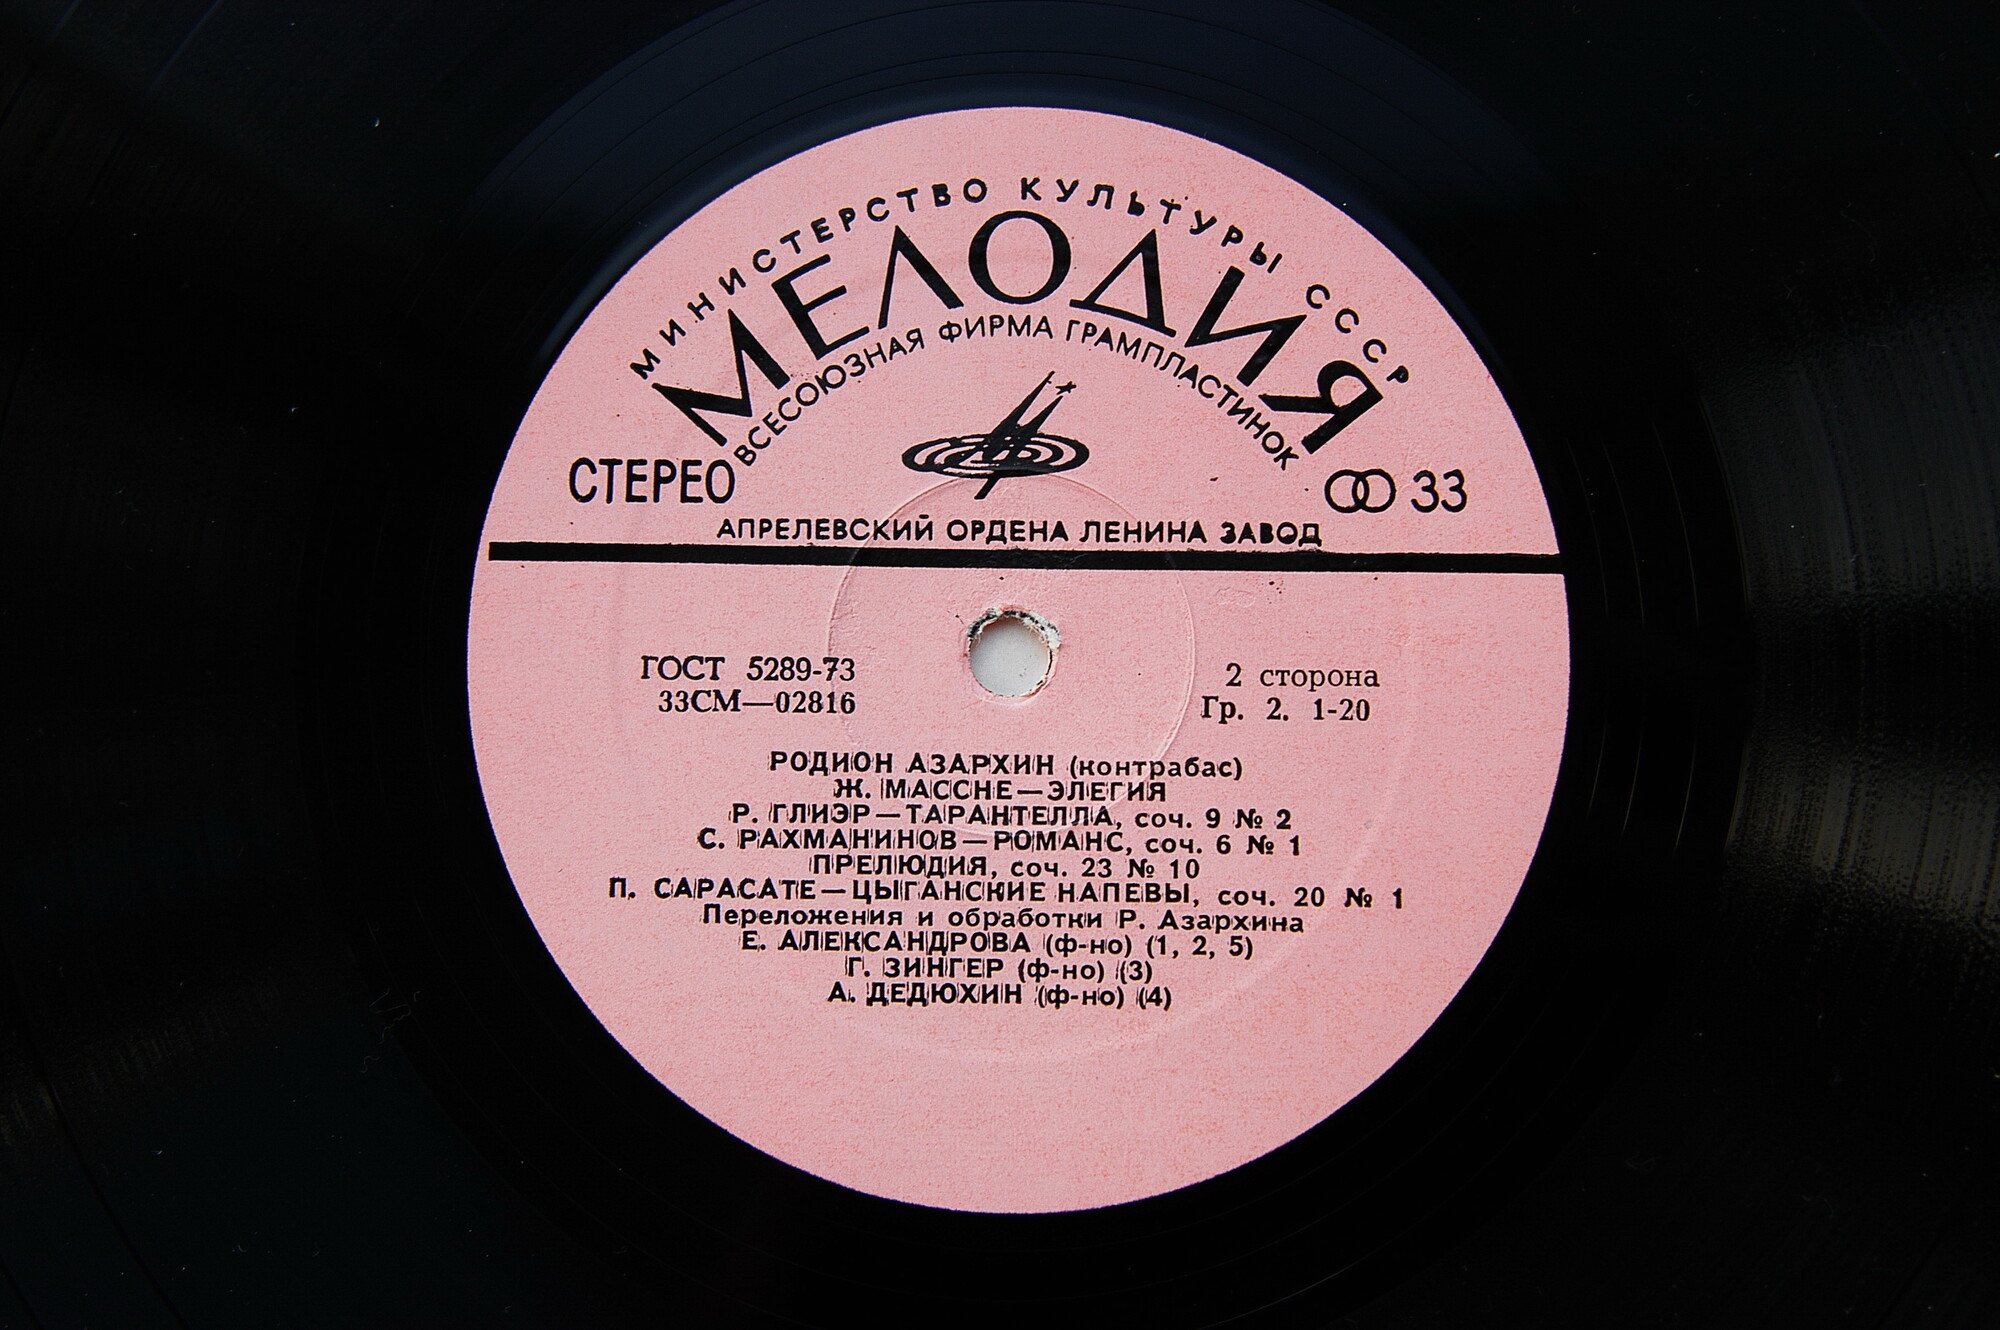 МИНИСТЕРСТВО КУЛЬТУРЫ СССР
МЕЛОДИЯ
ВСЕСОЮЗНАЯ ФИРМА ГРАМПЛАСТИНОК
СТЕРЕО
33
АПРЕЛЕВСКИЙ ОРДЕНА ЛЕНИНА ЗАВОД
ГОСТ 5289-73
33СМ—02816
2 сторона
Гр. 2. 1-20
РОДИОН АЗАРХИН (контрабас)
Ж. МАССНЕ—ЭЛЕГИЯ
Р. ГЛИЭР—ТАРАНТЕЛЛА, соч. 9 № 2
С. РАХМАНИНОВ—РОМАНС, соч. 6 № 1
ПРЕЛЮДИЯ, соч. 23 № 10
П. САРАСАТЕ—ЦЫГАНСКИЕ НАПЕВЫ, соч. 20 № 1
Переложения и обработки Р. Азархина
Е. АЛЕКСАНДРОВА (ф-но) (1, 2, 5)
Г. ЗИНГЕР (ф-но) (3)
А. ДЕДЮХИН (ф-но) (4)